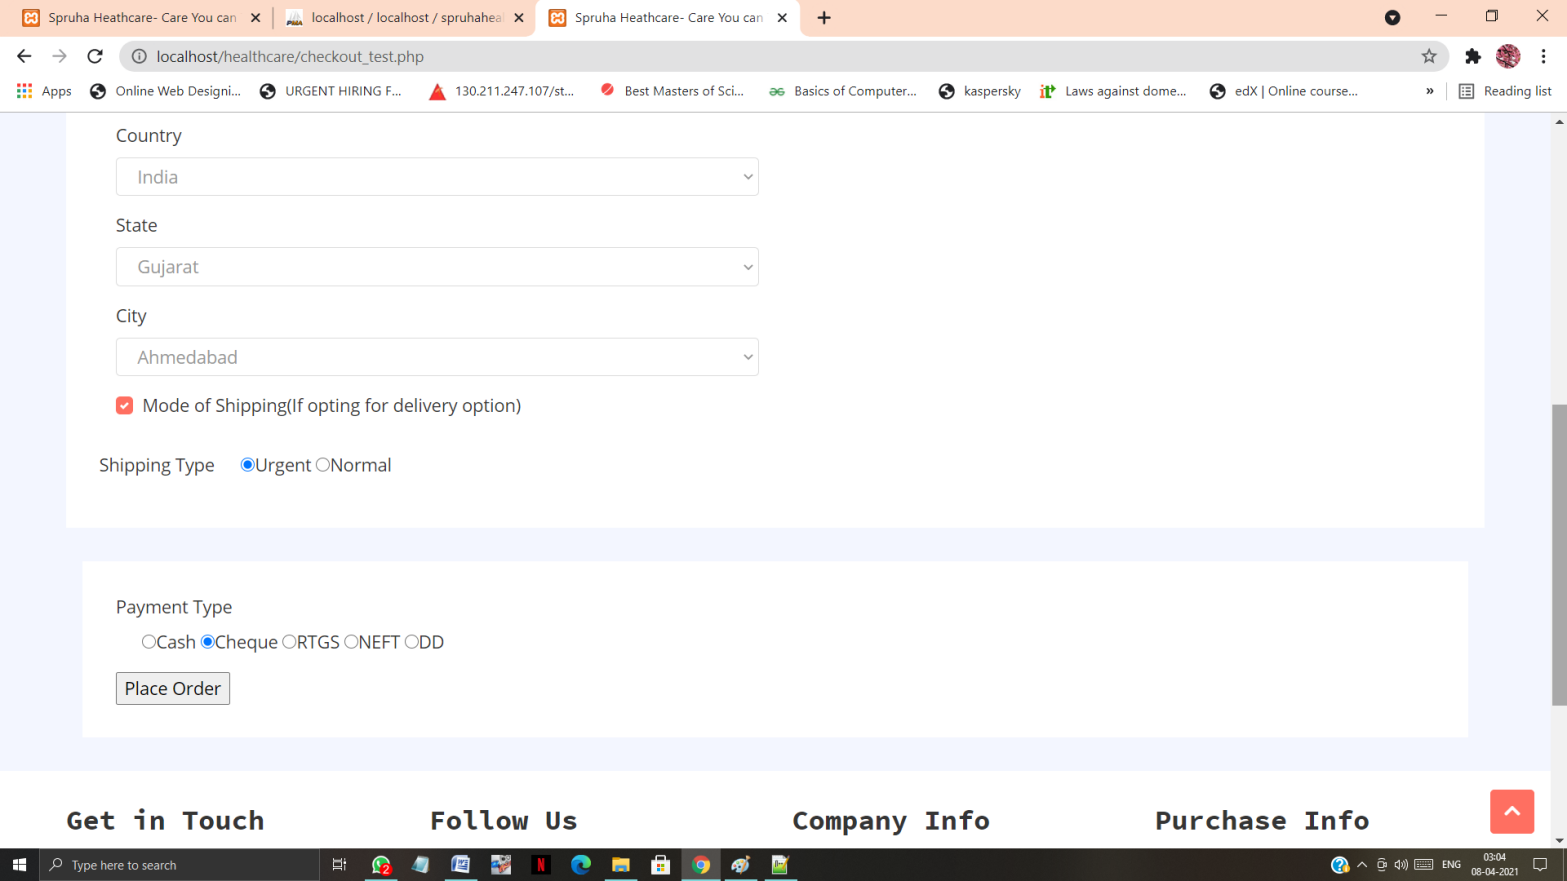 Spruha Heathcare- Care You can
localhost / localhost / spruhaheal
Spruha Heathcare- Care You can
localhost/healthcare/checkout_test.php
Apps
Online Web Designi...
URGENT HIRING F...
130.211.247.107/st...
Best Masters of Sci...
Basics of Computer...
kaspersky
Laws against dome...
edX | Online course...
»
Reading list
Country
India
State
Gujarat
City
Ahmedabad
Mode of Shipping(If opting for delivery option)
Shipping Type Urgent Normal
Payment Type
Cash Cheque RTGS NEFT DD
Place Order
Get in Touch
Follow Us
Company Info
Purchase Info
Type here to search
2
ENG
03:04
08-04-2021